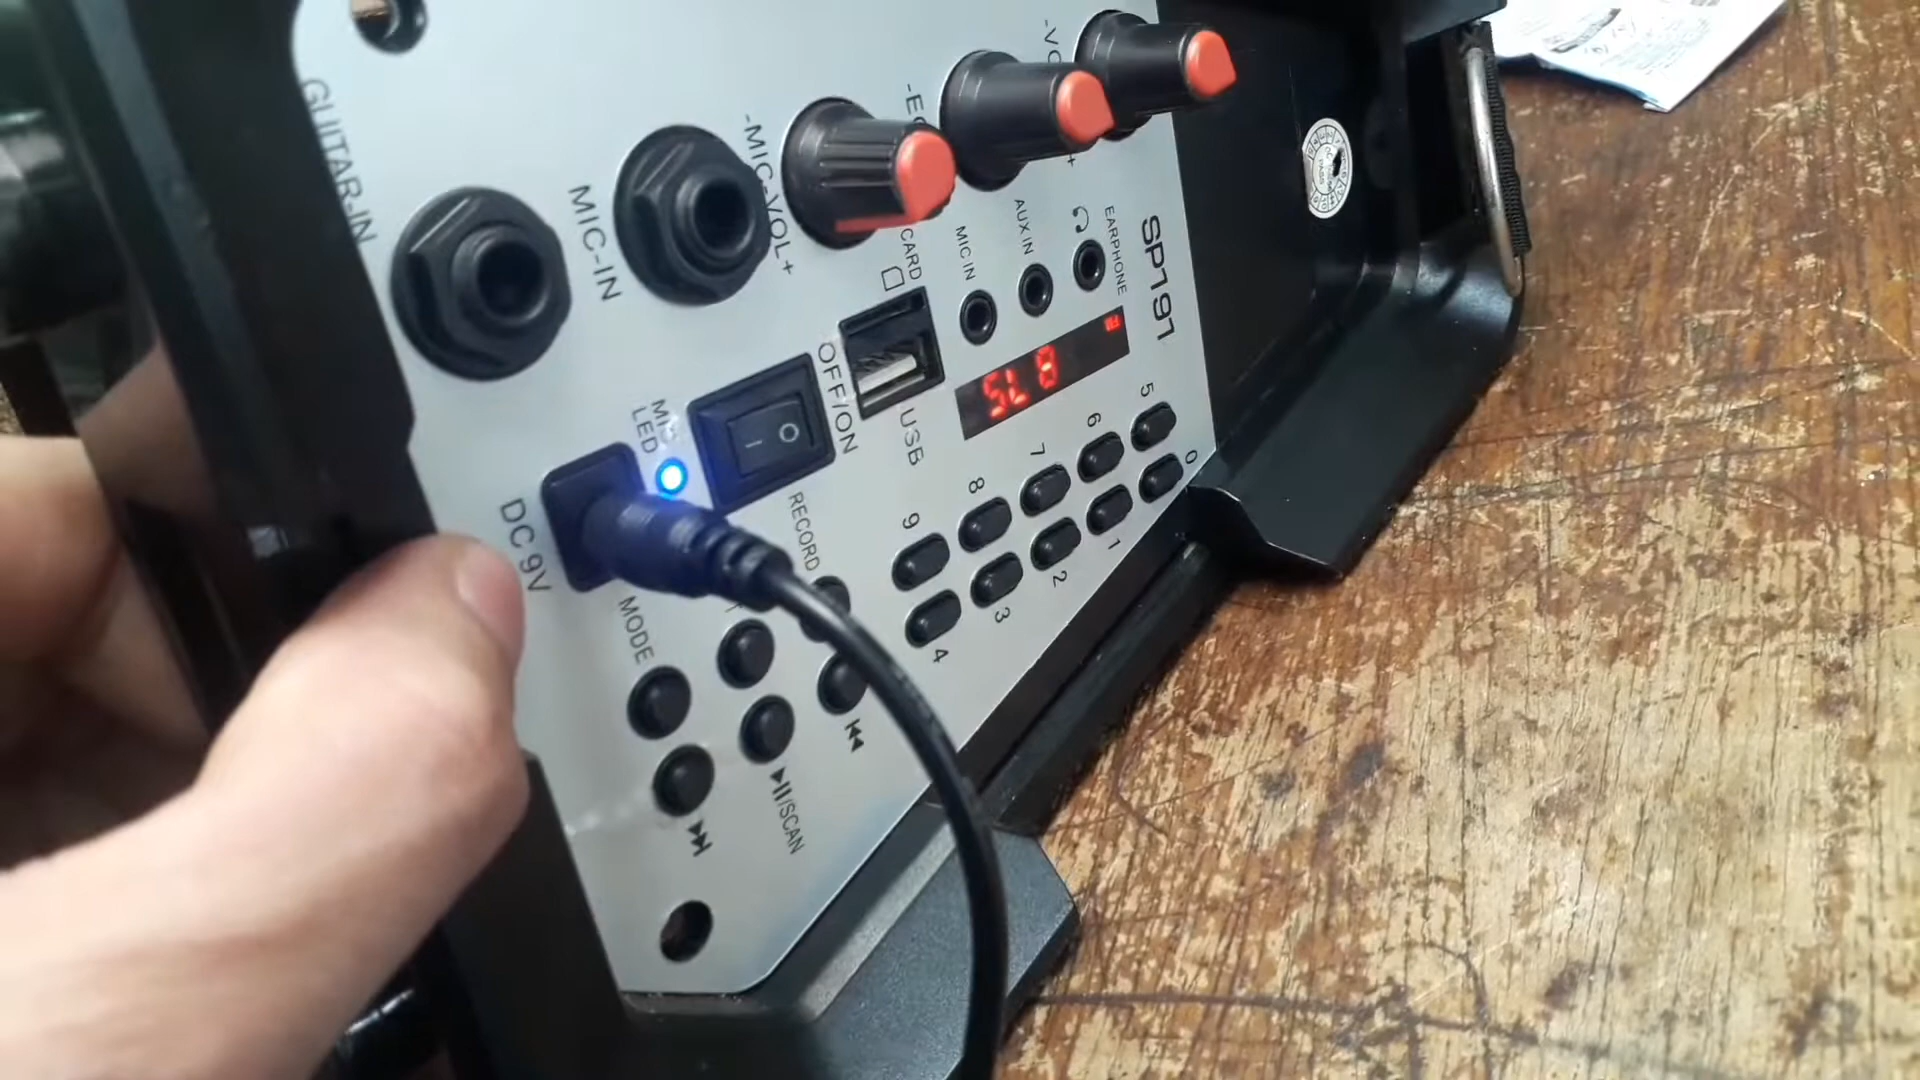 GUITAR-IN
MIC-IN
-MIC-VOL+
CARD
MIC IN
AUX IN
EARPHONE
SP191
OFF/ON
USB
LED
DC 9V
RECORD
MODE
/SCAN
5
6
7
8
9
0
1
2
3
4